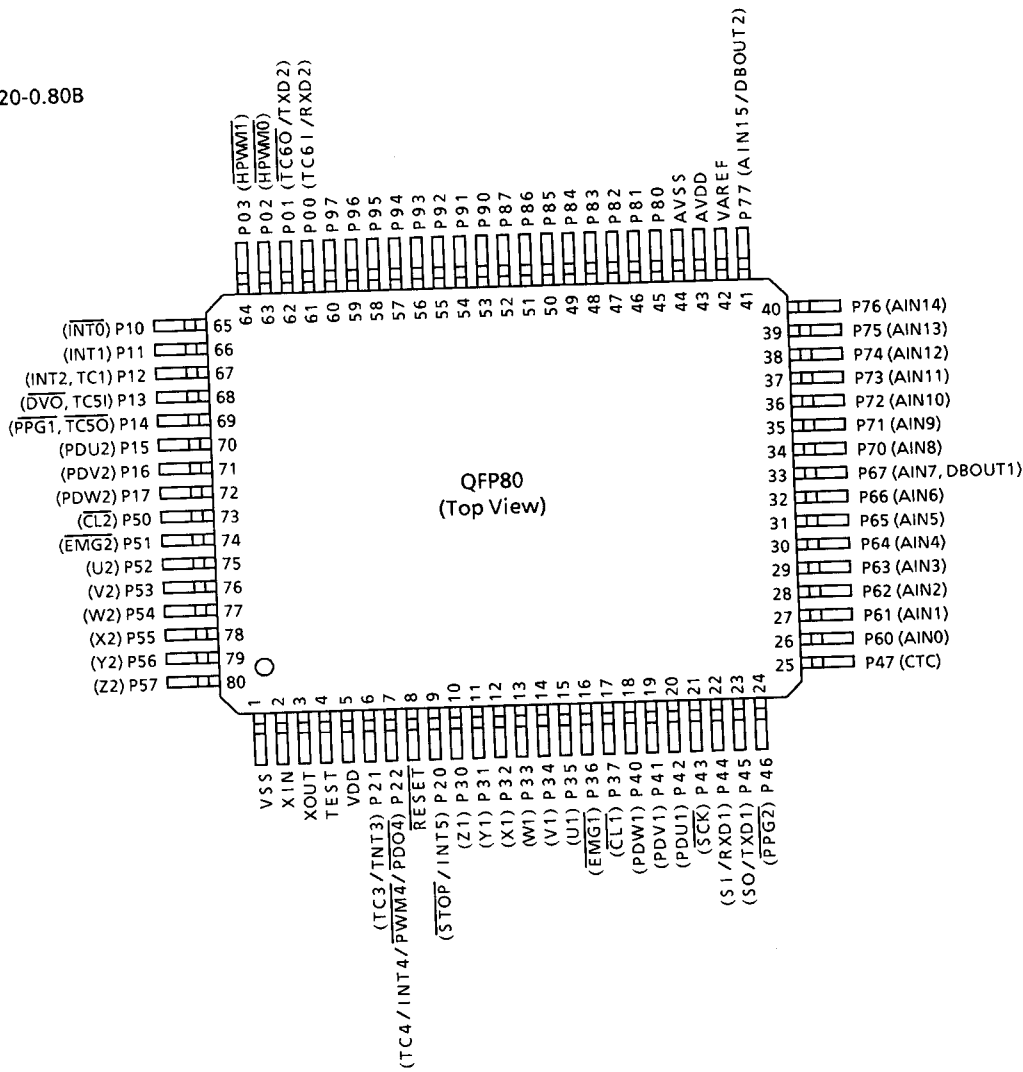 20-0.80B
P03 (HPWM1)
P02 (HPWM0)
P01 (TC6O/TXD2)
P00 (TC6I/RXD2)
P97
P96
P95
P94
P93
P92
P91
P90
P87
P86
P85
P84
P83
P82
P81
P80
AVSS
AVDD
VAREF
P77 (AIN15/DBOUT2)
64 63 62 61 60 59 58 57 56 55 54 53 52 51 50 49 48 47 46 45 44 43 42 41
(INT0) P10 65
(INT1) P11 66
(INT2, TC1) P12 67
(DVO, TC5I) P13 68
(PPG1, TC5O) P14 69
(PDU2) P15 70
(PDV2) P16 71
(PDW2) P17 72
(CL2) P50 73
(EMG2) P51 74
(U2) P52 75
(V2) P53 76
(W2) P54 77
(X2) P55 78
(Y2) P56 79
(Z2) P57 80
QFP80
(Top View)
40 P76 (AIN14)
39 P75 (AIN13)
38 P74 (AIN12)
37 P73 (AIN11)
36 P72 (AIN10)
35 P71 (AIN9)
34 P70 (AIN8)
33 P67 (AIN7, DBOUT1)
32 P66 (AIN6)
31 P65 (AIN5)
30 P64 (AIN4)
29 P63 (AIN3)
28 P62 (AIN2)
27 P61 (AIN1)
26 P60 (AIN0)
25 P47 (CTC)
1 2 3 4 5 6 7 8 9 10 11 12 13 14 15 16 17 18 19 20 21 22 23 24
VSS
XIN
XOUT
TEST
VDD
(TC3/TNT3) P21
(TC4/INT4/PWM4/PDO4) P22
RESET
(STOP/INT5) P20
(Z1) P30
(Y1) P31
(X1) P32
(W1) P33
(V1) P34
(U1) P35
(EMG1) P36
(CL1) P37
(PDW1) P40
(PDV1) P41
(PDU1) P42
(SCK) P43
(SI/RXD1) P44
(SO/TXD1) P45
(PPG2) P46